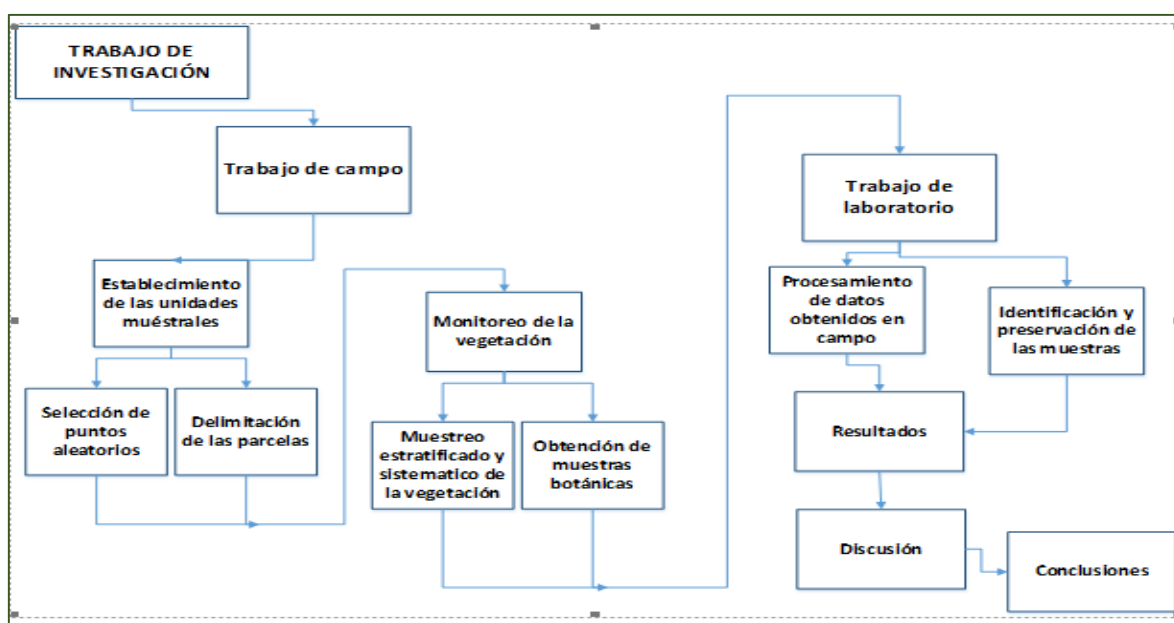 TRABAJO DE
INVESTIGACIÓN
Trabajo de campo
Establecimiento
de las unidades
muéstrales
Selección de
puntos
aleatorios
Delimitación
de las parcelas
Monitoreo de la
vegetación
Muestreo
estratificado y
sistematico de
la vegetación
Obtención de
muestras
botánicas
Trabajo de
laboratorio
Procesamiento
de datos
obtenidos en
campo
Identificación y
preservación de
las muestras
Resultados
Discusión
Conclusiones